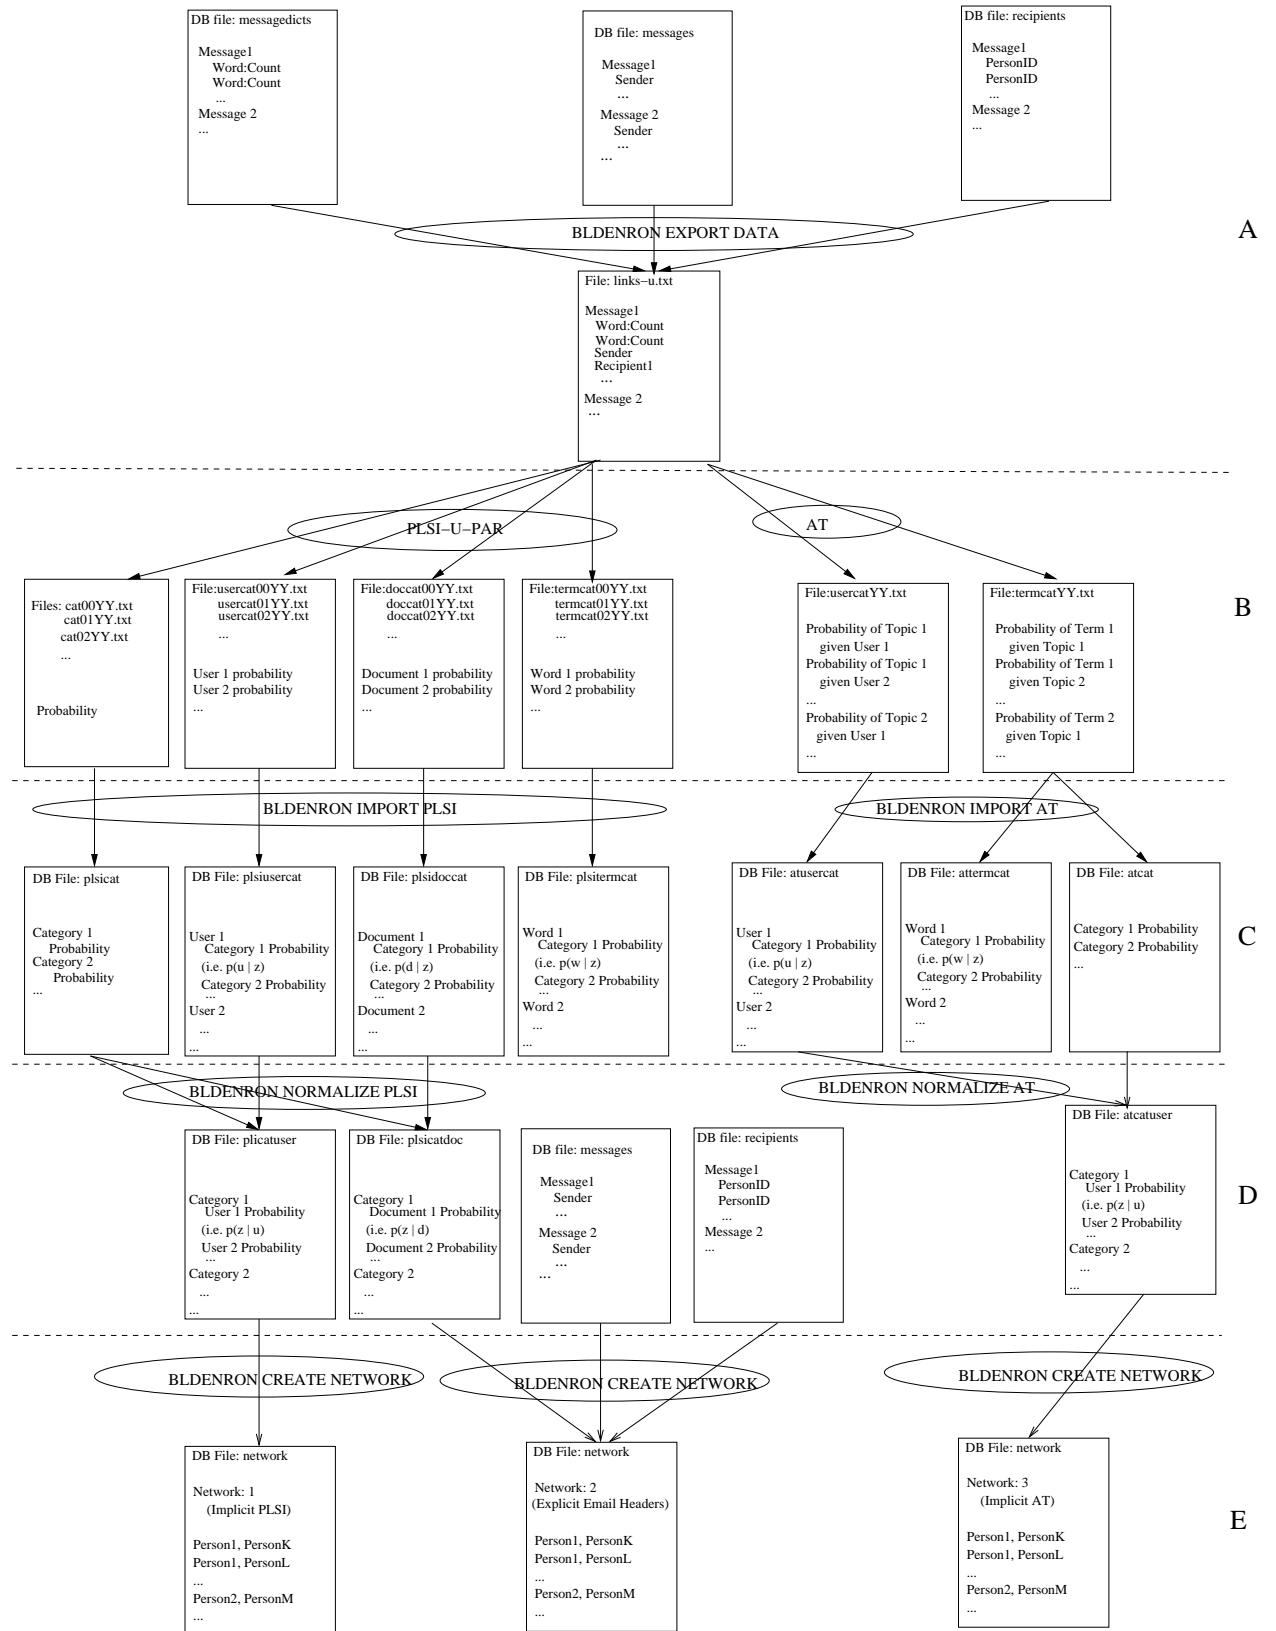 DB file: messagedicts
Message1
Word:Count
Word:Count
...
Message 2
...
DB file: messages
Message1
Sender
...
Message 2
Sender
...
...
DB file: recipients
Message1
PersonID
PersonID
...
Message 2
...
BLDENRON EXPORT DATA
A
File: links-u.txt
Message1
Word:Count
Word:Count
Sender
Recipient1
...
Message 2
...
PLSI-U-PAR
AT
Files: cat00YY.txt
cat01YY.txt
cat02YY.txt
...
Probability
File:usercat00YY.txt
usercat01YY.txt
usercat02YY.txt
...
User 1 probability
User 2 probability
...
File:doccat00YY.txt
doccat01YY.txt
doccat02YY.txt
...
Document 1 probability
Document 2 probability
...
File:termcat00YY.txt
termcat01YY.txt
termcat02YY.txt
...
Word 1 probability
Word 2 probability
...
File:usercatYY.txt
Probability of Topic 1
given User 1
Probability of Topic 1
given User 2
...
Probability of Topic 2
given User 1
...
File:termcatYY.txt
Probability of Term 1
given Topic 1
Probability of Term 1
given Topic 2
...
Probability of Term 2
given Topic 1
...
B
BLDENRON IMPORT PLSI
BLDENRON IMPORT AT
DB File: plsicat
Category 1
Probability
Category 2
Probability
...
DB File: plsiusercat
User 1
Category 1 Probability
(i.e. p(u | z)
Category 2 Probability
...
User 2
...
...
DB File: plsidoccat
Document 1
Category 1 Probability
(i.e. p(d | z)
Category 2 Probability
...
Document 2
...
...
DB File: plsitermcat
Word 1
Category 1 Probability
(i.e. p(w | z)
Category 2 Probability
...
Word 2
...
...
DB File: atusercat
User 1
Category 1 Probability
(i.e. p(u | z)
Category 2 Probability
...
User 2
...
...
DB File: attermcat
Word 1
Category 1 Probability
(i.e. p(w | z)
Category 2 Probability
...
Word 2
...
...
DB File: atcat
Category 1 Probability
Category 2 Probability
...
C
BLDENRON NORMALIZE PLSI
BLDENRON NORMALIZE AT
DB File: plicatuser
Category 1
User 1 Probability
(i.e. p(z | u)
User 2 Probability
...
Category 2
...
...
DB File: plsicatdoc
Category 1
Document 1 Probability
(i.e. p(z | d)
Document 2 Probability
...
Category 2
...
...
DB file: messages
Message1
Sender
...
Message 2
Sender
...
...
DB file: recipients
Message1
PersonID
PersonID
...
Message 2
...
DB File: atcatuser
Category 1
User 1 Probability
(i.e. p(z | u)
User 2 Probability
...
Category 2
...
...
D
BLDENRON CREATE NETWORK
BLDENRON CREATE NETWORK
BLDENRON CREATE NETWORK
DB File: network
Network: 1
(Implicit PLSI)
Person1, PersonK
Person1, PersonL
...
Person2, PersonM
...
DB File: network
Network: 2
(Explicit Email Headers)
Person1, PersonK
Person1, PersonL
...
Person2, PersonM
...
DB File: network
Network: 3
(Implicit AT)
Person1, PersonK
Person1, PersonL
...
Person2, PersonM
...
E